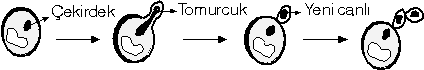 Çekirdek
Tomurcuk
Yeni canlı